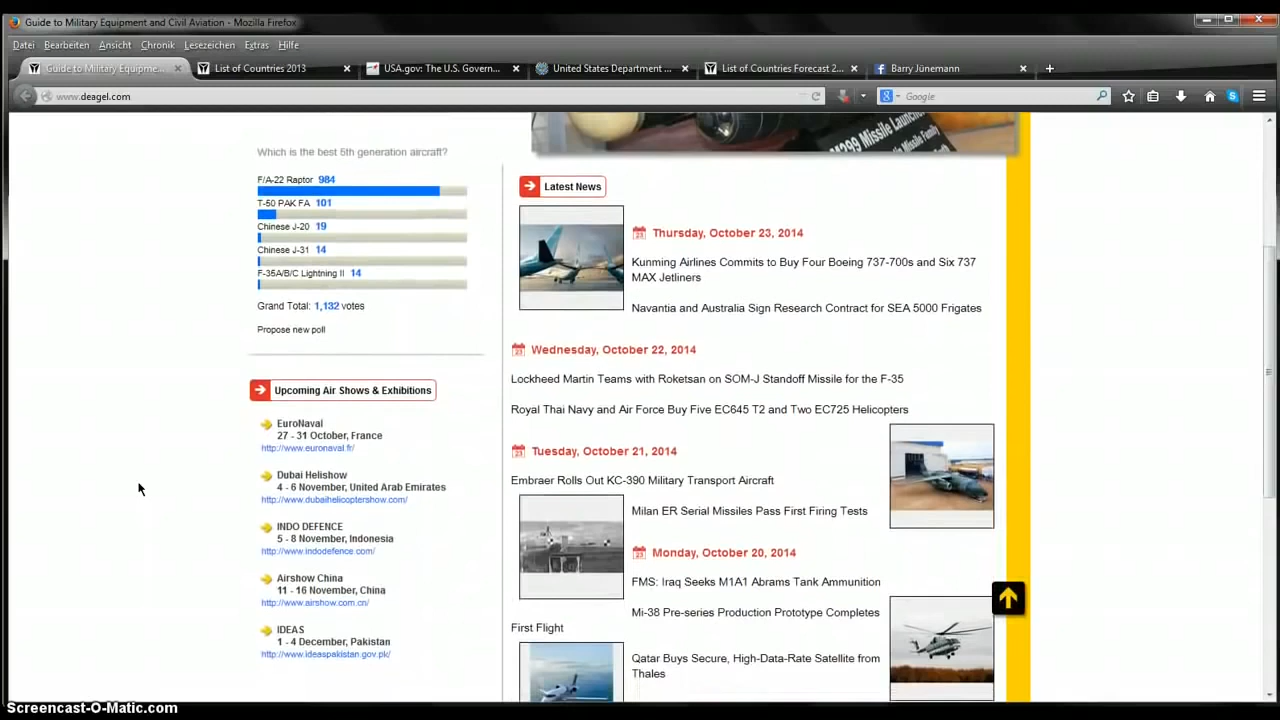 Guide to Military Equipment and Civil Aviation - Mozilla Firefox
Datei Bearbeiten Ansicht Chronik Lesezeichen Extras Hilfe
Guide to Military Equipme... List of Countries 2013 USA.gov: The U.S. Govern... United States Department ... List of Countries Forecast 2... Barry Jünemann
www.deagel.com
Google
M299 Missile Launcher
Missile Family
Which is the best 5th generation aircraft?
F/A-22 Raptor 984
T-50 PAK FA 101
Chinese J-20 19
Chinese J-31 14
F-35A/B/C Lightning II 14
Grand Total: 1,132 votes
Propose new poll
Upcoming Air Shows & Exhibitions
EuroNaval
27 - 31 October, France
http://www.euronaval.fr/
Dubai Helishow
4 - 6 November, United Arab Emirates
http://www.dubaihelicoptershow.com/
INDO DEFENCE
5 - 8 November, Indonesia
http://www.indodefence.com/
Airshow China
11 - 16 November, China
http://www.airshow.com.cn/
IDEAS
1 - 4 December, Pakistan
http://www.ideaspakistan.gov.pk/
Latest News
Thursday, October 23, 2014
Kunming Airlines Commits to Buy Four Boeing 737-700s and Six 737
MAX Jetliners
Navantia and Australia Sign Research Contract for SEA 5000 Frigates
Wednesday, October 22, 2014
Lockheed Martin Teams with Roketsan on SOM-J Standoff Missile for the F-35
Royal Thai Navy and Air Force Buy Five EC645 T2 and Two EC725 Helicopters
Tuesday, October 21, 2014
Embraer Rolls Out KC-390 Military Transport Aircraft
Milan ER Serial Missiles Pass First Firing Tests
Monday, October 20, 2014
FMS: Iraq Seeks M1A1 Abrams Tank Ammunition
Mi-38 Pre-series Production Prototype Completes
First Flight
Qatar Buys Secure, High-Data-Rate Satellite from
Thales
Screencast-O-Matic.com